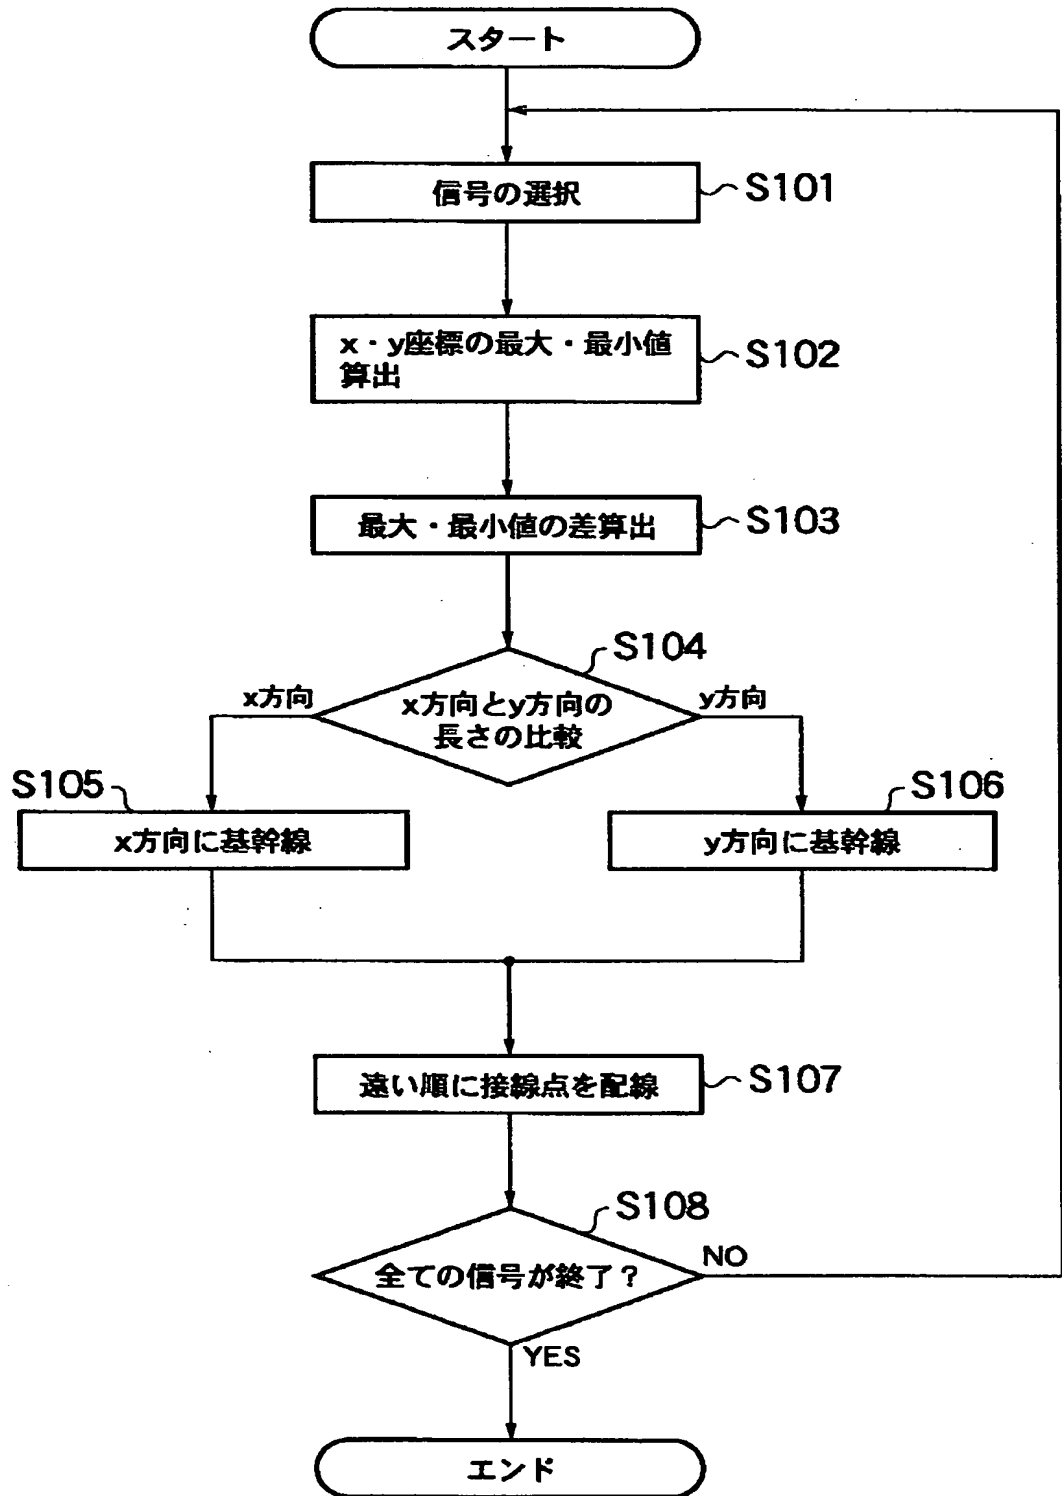 スタート
信号の選択
S101
x・y座標の最大・最小値
算出
S102
最大・最小値の差算出
S103
S104
x方向
x方向とy方向の
長さの比較
y方向
S105
x方向に基幹線
S106
y方向に基幹線
遠い順に接線点を配線
S107
S108
全ての信号が終了?
NO
YES
エンド